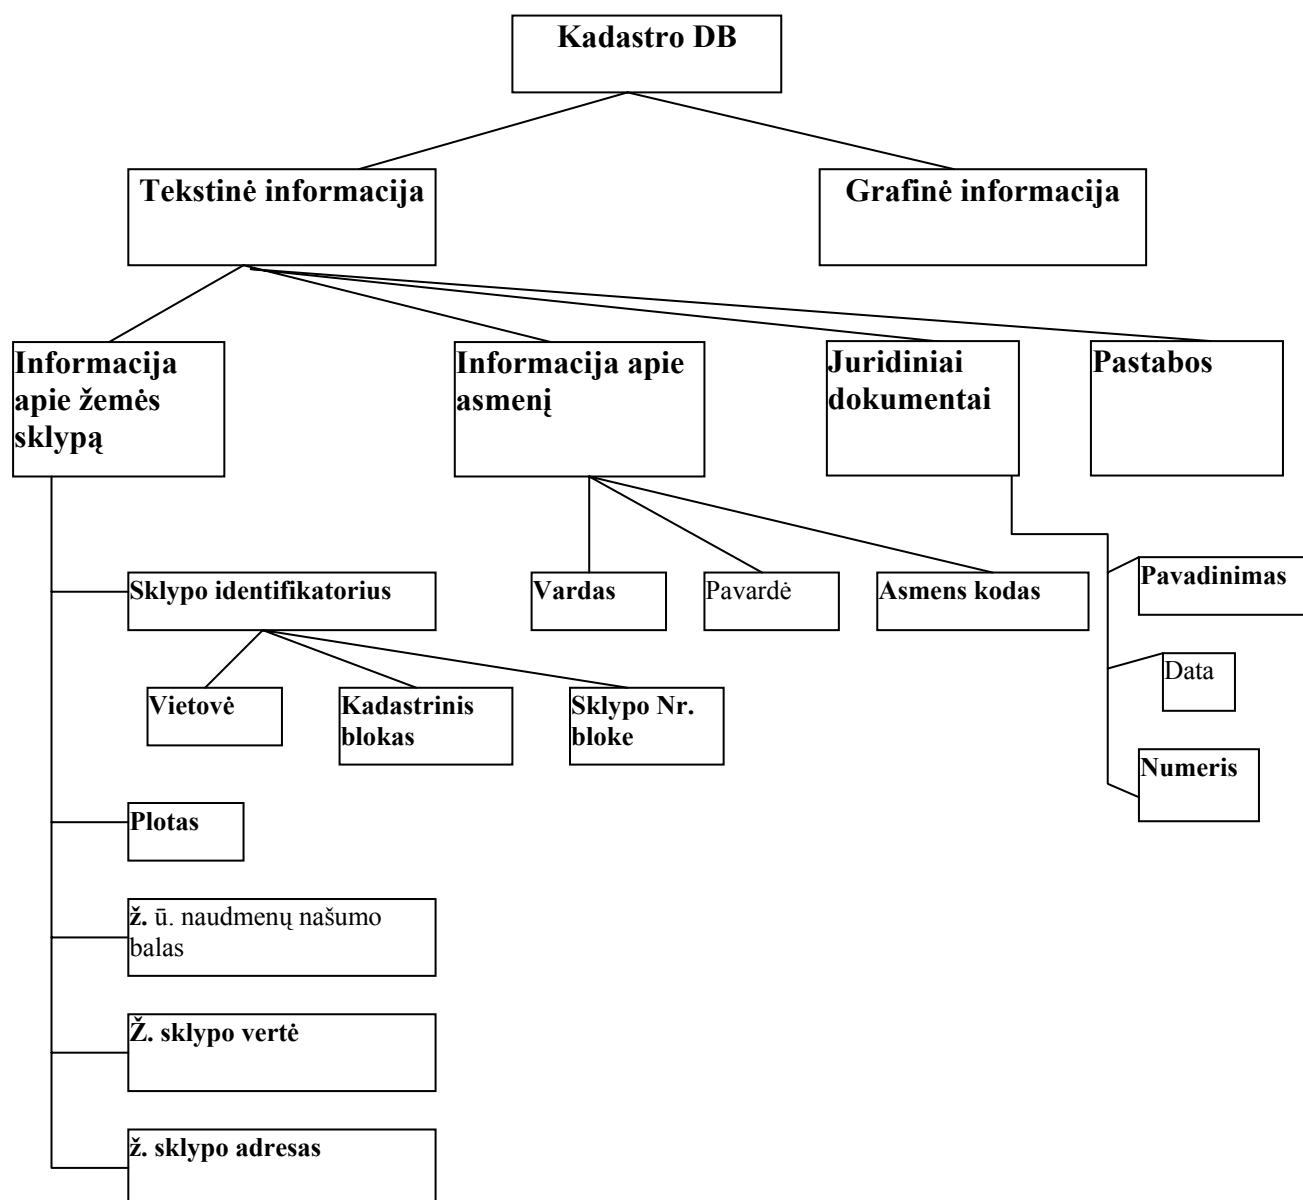 Kadastro DB
Tekstinė informacija
Grafinė informacija
Informacija
apie žemės
sklypą
Informacija apie
asmenį
Juridiniai
dokumentai
Pastabos
Sklypo identifikatorius
Vardas
Pavardė
Asmens kodas
Pavadinimas
Data
Numeris
Vietovė
Kadastrinis
blokas
Sklypo Nr.
bloke
Plotas
ž. ū. naudmenų našumo
balas
Ž. sklypo vertė
ž. sklypo adresas